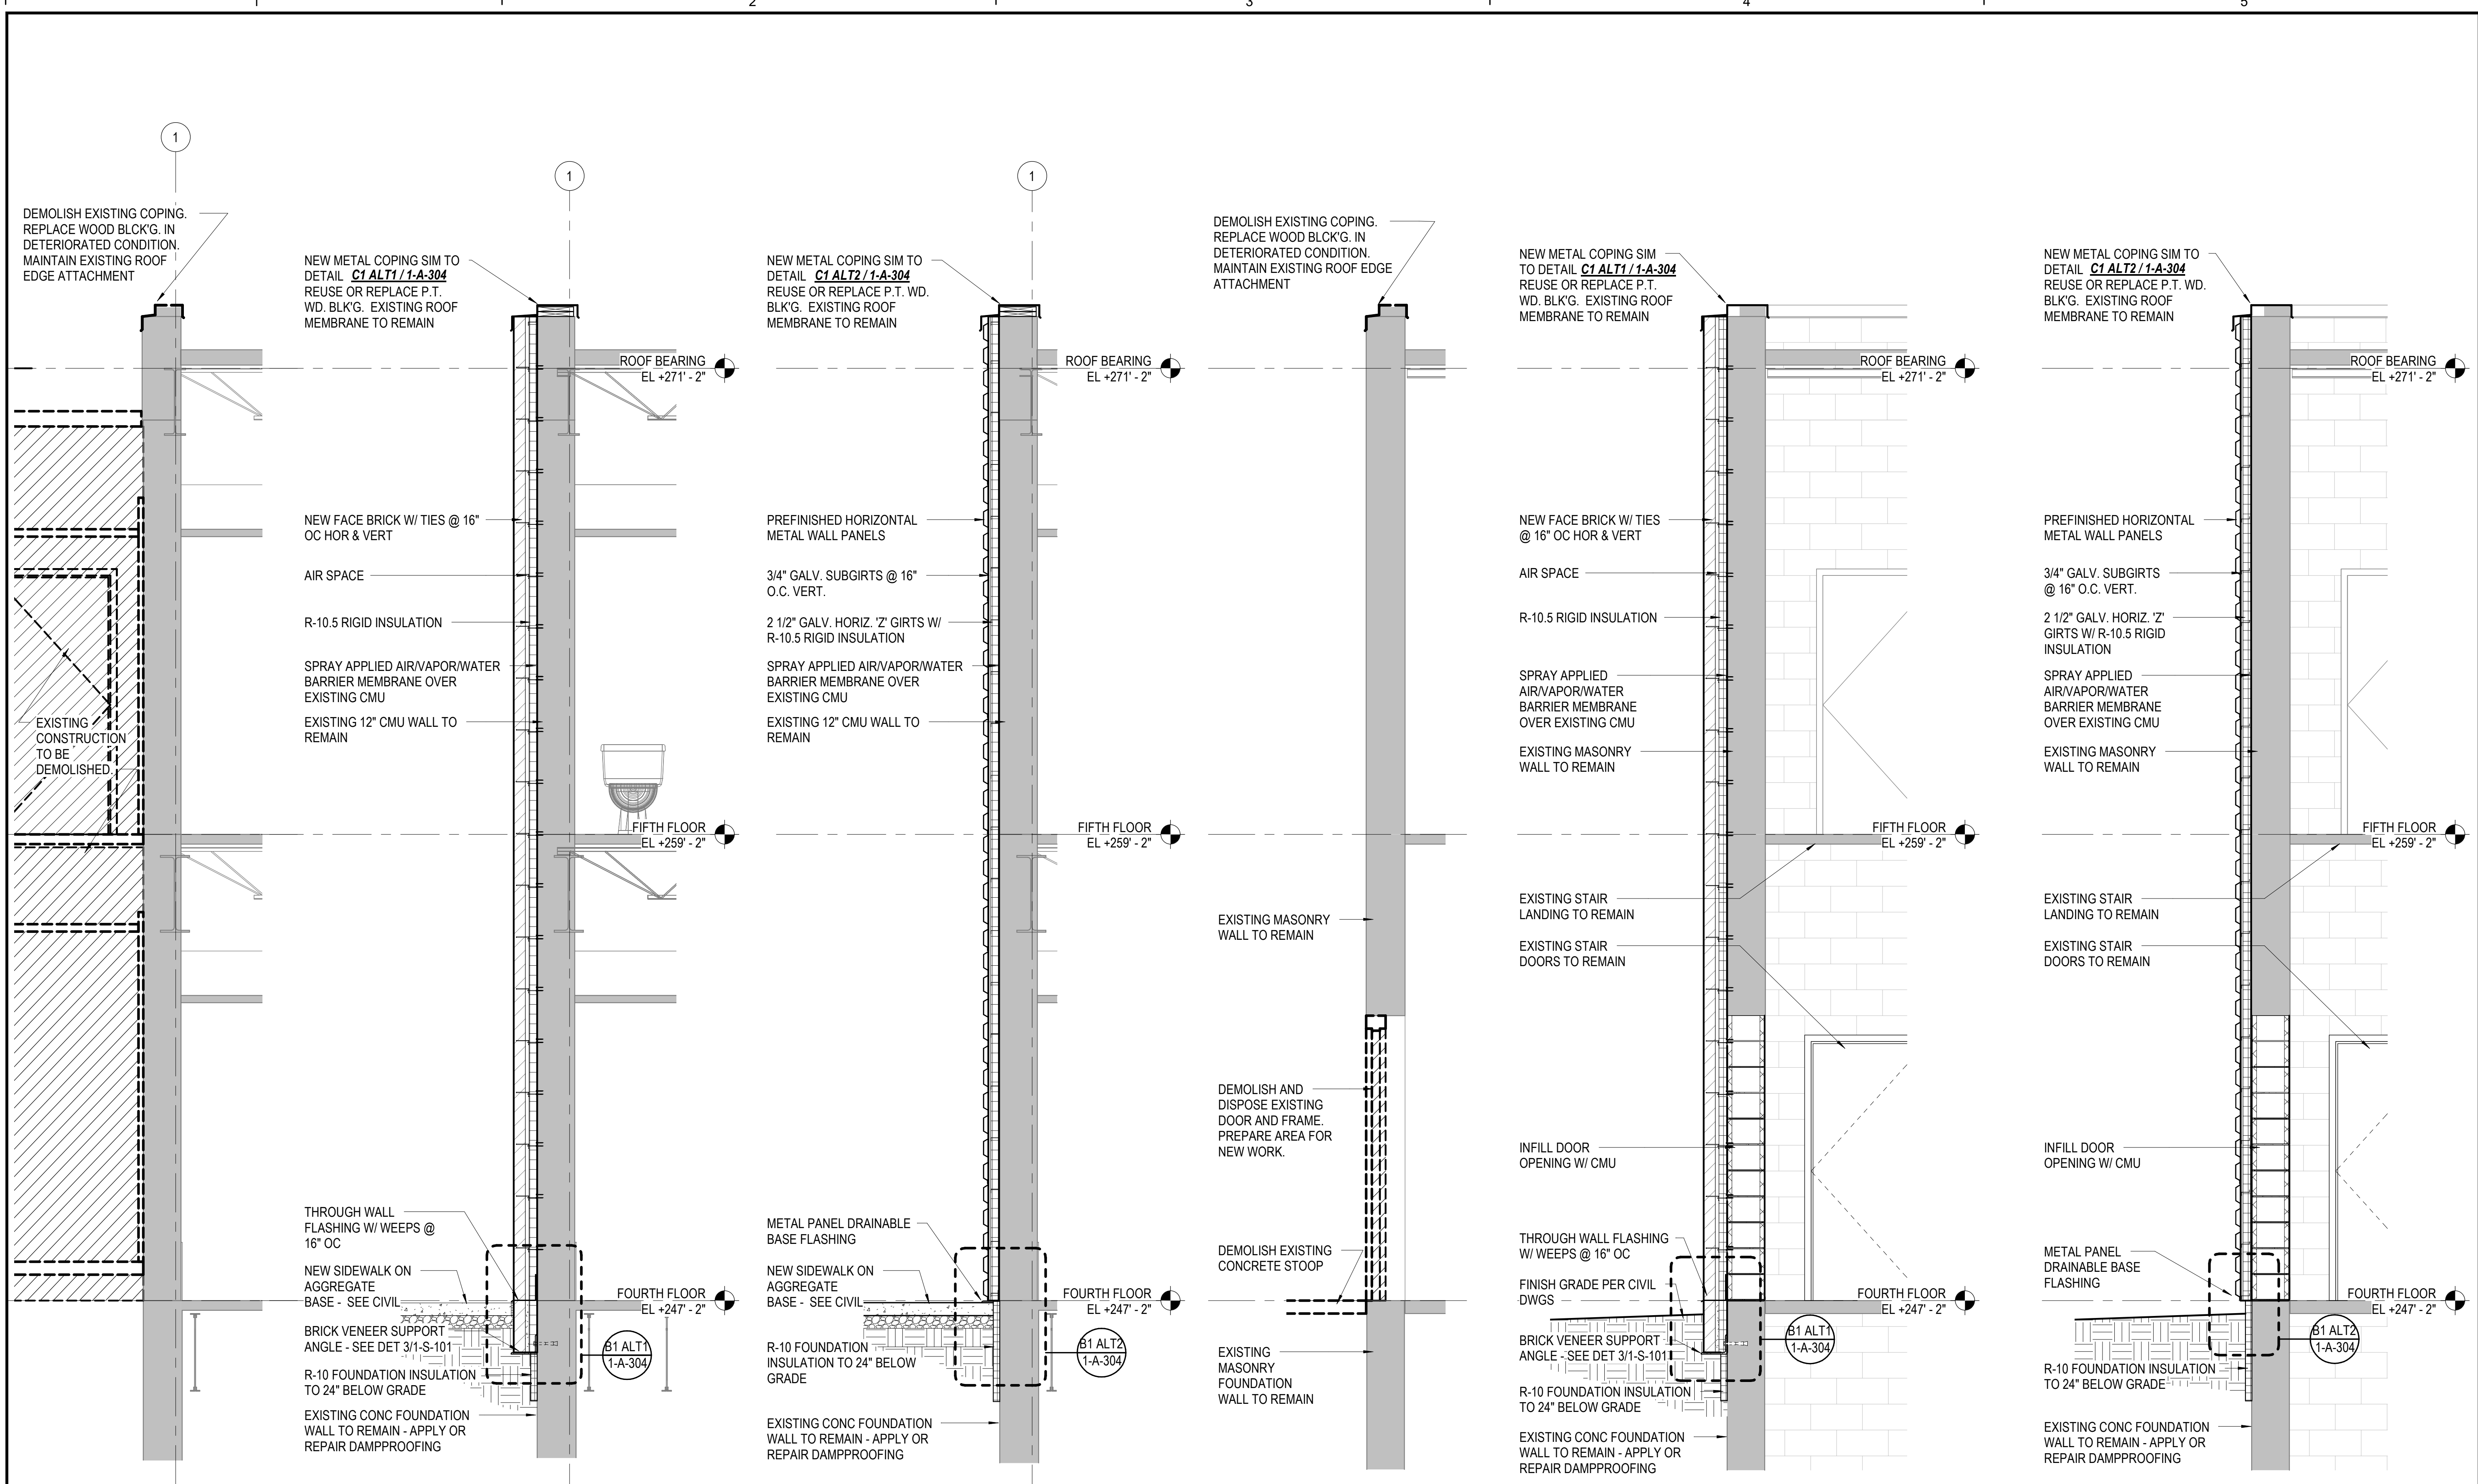 1
2
3
4
5
1
DEMOLISH EXISTING COPING.
REPLACE WOOD BLCK'G. IN
DETERIORATED CONDITION.
MAINTAIN EXISTING ROOF
EDGE ATTACHMENT
EXISTING
CONSTRUCTION
TO BE
DEMOLISHED.
1
NEW METAL COPING SIM TO
DETAIL C1 ALT1 / 1-A-304
REUSE OR REPLACE P.T.
WD. BLK'G. EXISTING ROOF
MEMBRANE TO REMAIN
ROOF BEARING
EL +271' - 2"
NEW FACE BRICK W/ TIES @ 16"
OC HOR & VERT
AIR SPACE
R-10.5 RIGID INSULATION
SPRAY APPLIED AIR/VAPOR/WATER
BARRIER MEMBRANE OVER
EXISTING CMU
EXISTING 12" CMU WALL TO
REMAIN
FIFTH FLOOR
EL +259' - 2"
THROUGH WALL
FLASHING W/ WEEPS @
16" OC
NEW SIDEWALK ON
AGGREGATE
BASE - SEE CIVIL
FOURTH FLOOR
EL +247' - 2"
BRICK VENEER SUPPORT
ANGLE - SEE DET 3/1-S-101
B1 ALT1
1-A-304
R-10 FOUNDATION INSULATION
TO 24" BELOW GRADE
EXISTING CONC FOUNDATION
WALL TO REMAIN - APPLY OR
REPAIR DAMPPROOFING
1
NEW METAL COPING SIM TO
DETAIL C1 ALT2 / 1-A-304
REUSE OR REPLACE P.T. WD.
BLK'G. EXISTING ROOF
MEMBRANE TO REMAIN
ROOF BEARING
EL +271' - 2"
PREFINISHED HORIZONTAL
METAL WALL PANELS
3/4" GALV. SUBGIRTS @ 16"
O.C. VERT.
2 1/2" GALV. HORIZ. 'Z' GIRTS W/
R-10.5 RIGID INSULATION
SPRAY APPLIED AIR/VAPOR/WATER
BARRIER MEMBRANE OVER
EXISTING CMU
EXISTING 12" CMU WALL TO
REMAIN
FIFTH FLOOR
EL +259' - 2"
METAL PANEL DRAINABLE
BASE FLASHING
NEW SIDEWALK ON
AGGREGATE
BASE - SEE CIVIL
FOURTH FLOOR
EL +247' - 2"
R-10 FOUNDATION
INSULATION TO 24" BELOW
GRADE
B1 ALT2
1-A-304
EXISTING CONC FOUNDATION
WALL TO REMAIN - APPLY OR
REPAIR DAMPPROOFING
DEMOLISH EXISTING COPING.
REPLACE WOOD BLCK'G. IN
DETERIORATED CONDITION.
MAINTAIN EXISTING ROOF EDGE
ATTACHMENT
EXISTING MASONRY
WALL TO REMAIN
DEMOLISH AND
DISPOSE EXISTING
DOOR AND FRAME.
PREPARE AREA FOR
NEW WORK.
DEMOLISH EXISTING
CONCRETE STOOP
EXISTING
MASONRY
FOUNDATION
WALL TO REMAIN
NEW METAL COPING SIM
TO DETAIL C1 ALT1 / 1-A-304
REUSE OR REPLACE P.T.
WD. BLK'G. EXISTING ROOF
MEMBRANE TO REMAIN
ROOF BEARING
EL +271' - 2"
NEW FACE BRICK W/ TIES
@ 16" OC HOR & VERT
AIR SPACE
R-10.5 RIGID INSULATION
SPRAY APPLIED
AIR/VAPOR/WATER
BARRIER MEMBRANE
OVER EXISTING CMU
EXISTING MASONRY
WALL TO REMAIN
FIFTH FLOOR
EL +259' - 2"
EXISTING STAIR
LANDING TO REMAIN
EXISTING STAIR
DOORS TO REMAIN
INFILL DOOR
OPENING W/ CMU
THROUGH WALL FLASHING
W/ WEEPS @ 16" OC
FINISH GRADE PER CIVIL
DWGS
FOURTH FLOOR
EL +247' - 2"
BRICK VENEER SUPPORT
ANGLE - SEE DET 3/1-S-101
B1 ALT1
1-A-304
R-10 FOUNDATION INSULATION
TO 24" BELOW GRADE
EXISTING CONC FOUNDATION
WALL TO REMAIN - APPLY OR
REPAIR DAMPPROOFING
NEW METAL COPING SIM TO
DETAIL C1 ALT2 / 1-A-304
REUSE OR REPLACE P.T. WD.
BLK'G. EXISTING ROOF
MEMBRANE TO REMAIN
ROOF BEARING
EL +271' - 2"
PREFINISHED HORIZONTAL
METAL WALL PANELS
3/4" GALV. SUBGIRTS
@ 16" O.C. VERT.
2 1/2" GALV. HORIZ. 'Z'
GIRTS W/ R-10.5 RIGID
INSULATION
SPRAY APPLIED
AIR/VAPOR/WATER
BARRIER MEMBRANE
OVER EXISTING CMU
EXISTING MASONRY
WALL TO REMAIN
FIFTH FLOOR
EL +259' - 2"
EXISTING STAIR
LANDING TO REMAIN
EXISTING STAIR
DOORS TO REMAIN
INFILL DOOR
OPENING W/ CMU
METAL PANEL
DRAINABLE BASE
FLASHING
FOURTH FLOOR
EL +247' - 2"
B1 ALT2
1-A-304
R-10 FOUNDATION INSULATION
TO 24" BELOW GRADE
EXISTING CONC FOUNDATION
WALL TO REMAIN - APPLY OR
REPAIR DAMPPROOFING